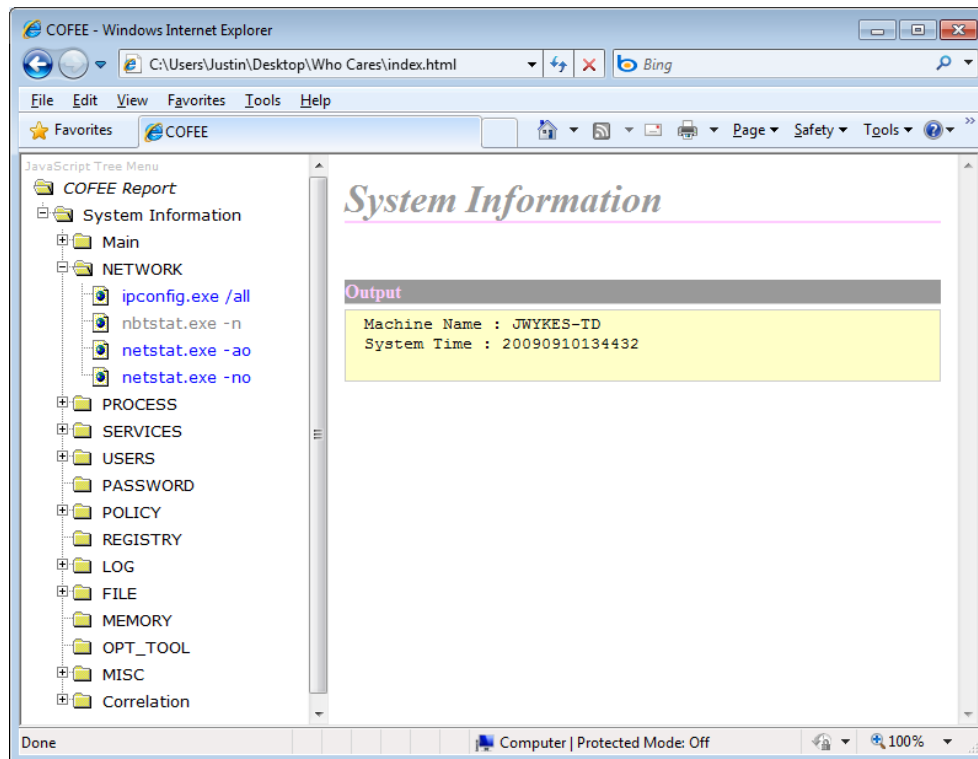 COFEE - Windows Internet Explorer
C:\Users\Justin\Desktop\Who Cares\index.html
Bing
File Edit View Favorites Tools Help
Favorites
COFEE
Page Safety Tools
JavaScript Tree Menu
COFEE Report
System Information
Main
NETWORK
ipconfig.exe /all
nbtstat.exe -n
netstat.exe -ao
netstat.exe -no
PROCESS
SERVICES
USERS
PASSWORD
POLICY
REGISTRY
LOG
FILE
MEMORY
OPT_TOOL
MISC
Correlation
System Information
Output
Machine Name : JWYKES-TD
System Time : 20090910134432
Done
Computer | Protected Mode: Off
100%